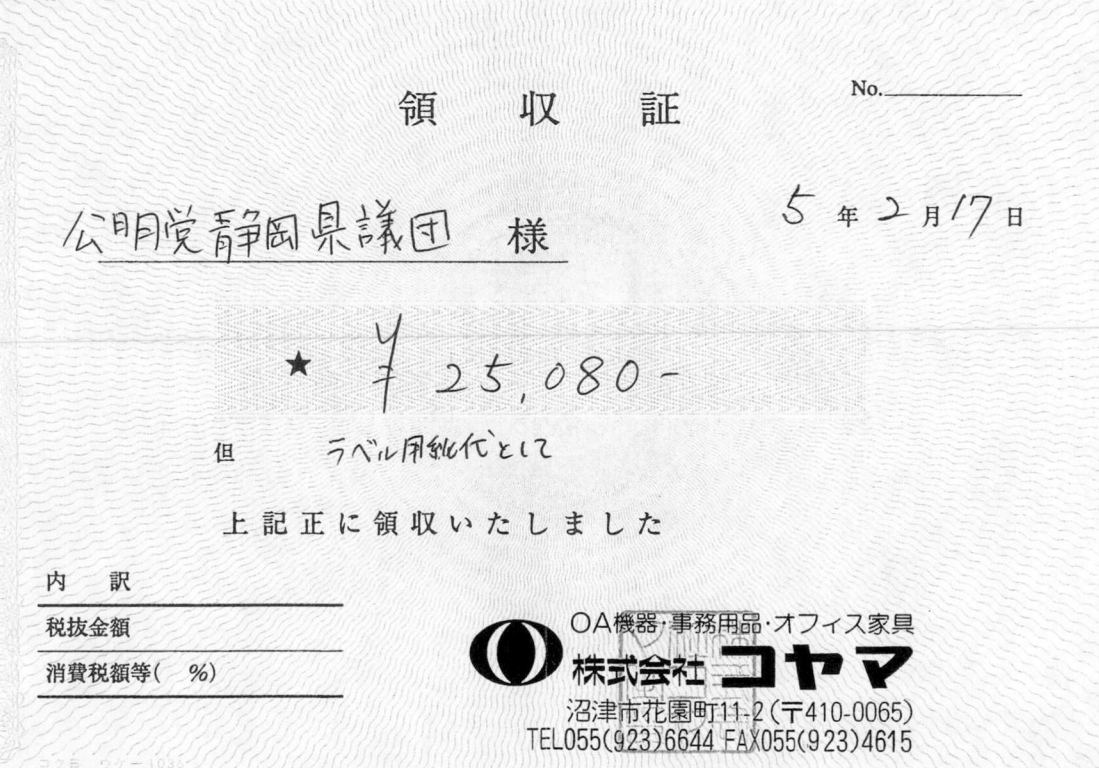 No.
領収証
5年2月17日
公明党静岡県議団 様
★ ¥25,080-
但 ラベル用紙代として
上記正に領収いたしました
内訳
税抜金額
消費税額等( %)
OA機器・事務用品・オフィス家具
株式会社コヤマ
沼津市花園町11-2(〒410-0065)
TEL055(923)6644 FAX055(923)4615